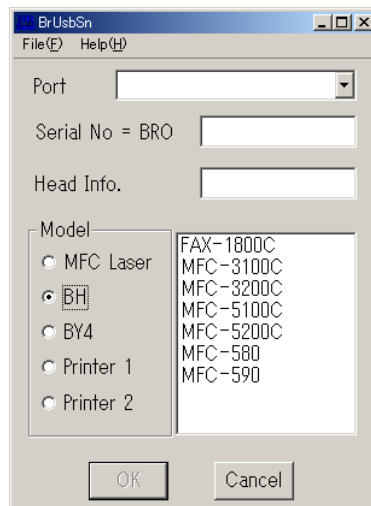 BrUsbSn
File(F) Help(H)
Port
Serial No = BRO
Head Info.
Model
MFC Laser
BH
BY4
Printer 1
Printer 2
FAX-1800C
MFC-3100C
MFC-3200C
MFC-5100C
MFC-5200C
MFC-580
MFC-590
OK Cancel